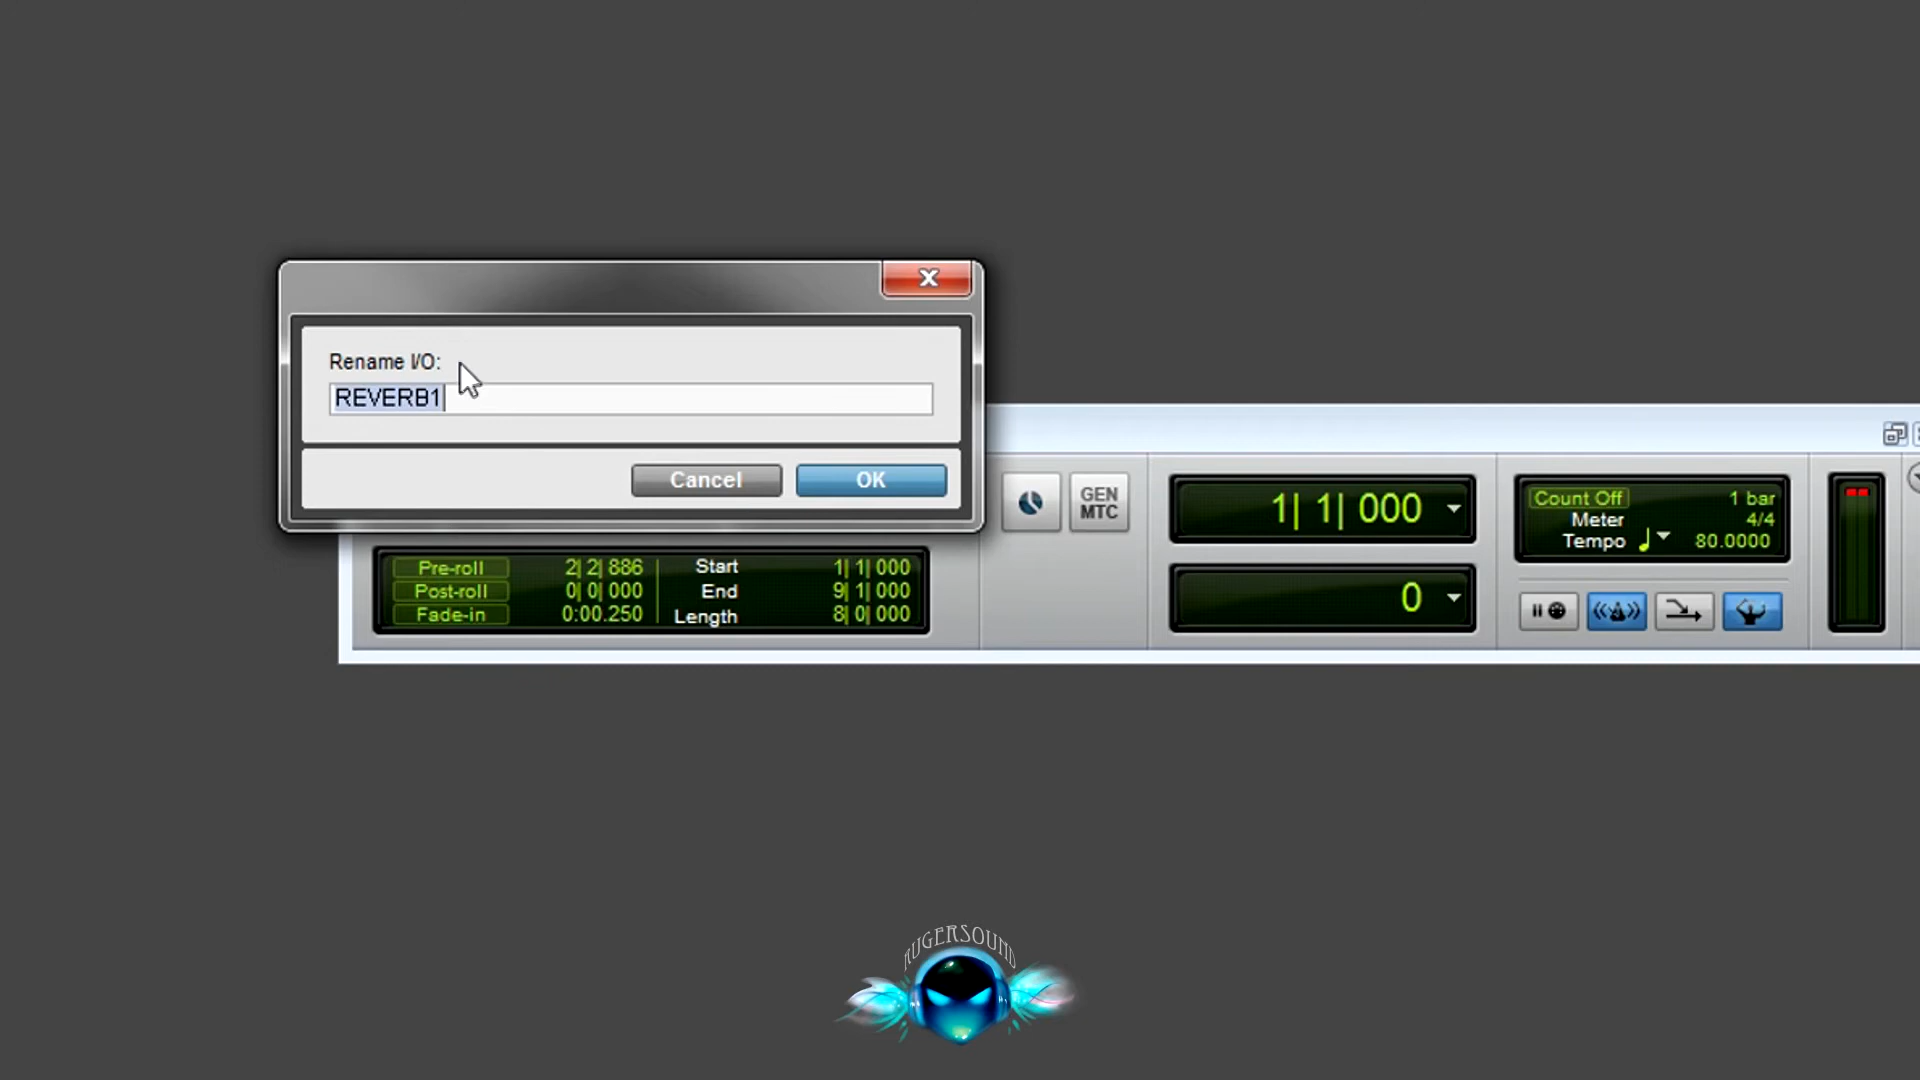 X
Rename I/O:
REVERB1
Cancel
OK
GEN
MTC
1| 1| 000
0
Pre-roll 2| 2| 886
Post-roll 0| 0| 000
Fade-in 0:00.250
Start 1| 1| 000
End 9| 1| 000
Length 8| 0| 000
Count Off 1 bar
Meter 4/4
Tempo 80.0000
AUGERSOUND